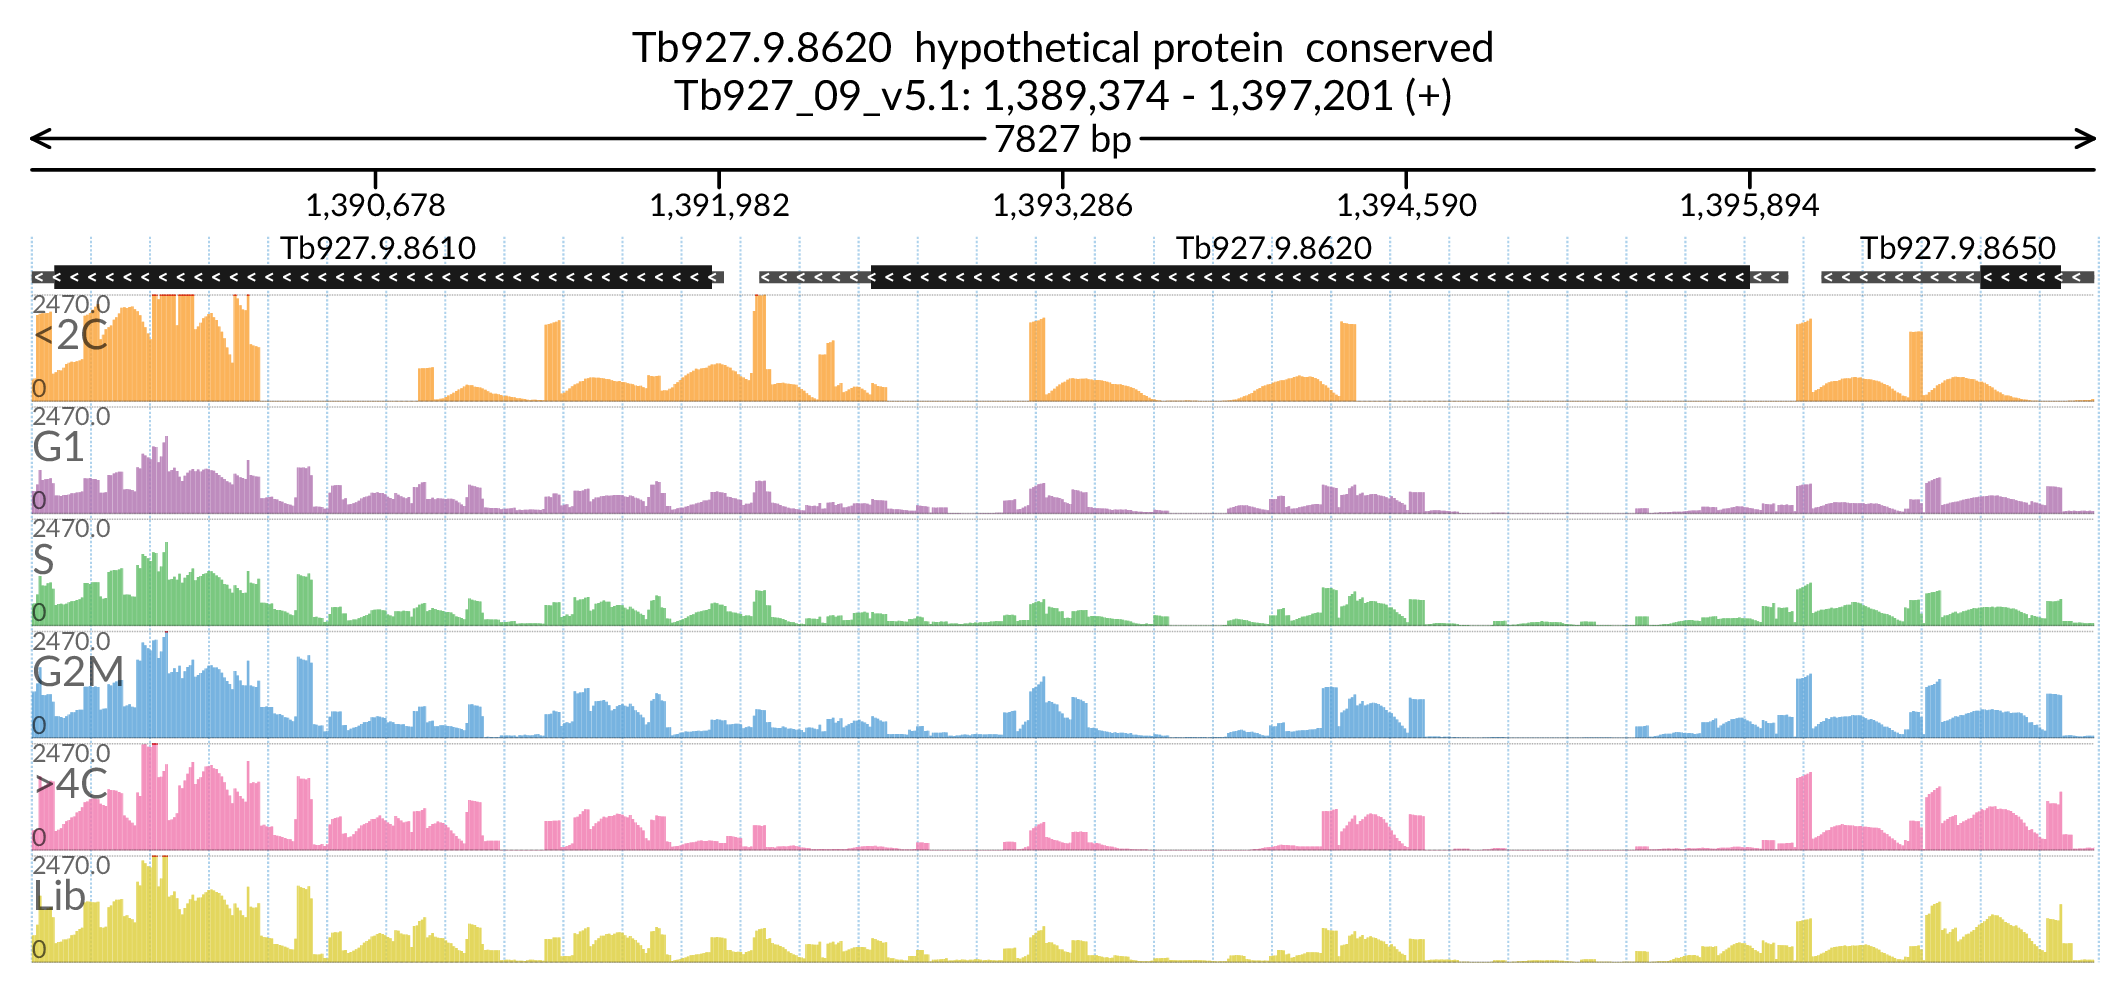 Tb927.9.8620  hypothetical protein  conserved
Tb927_09_v5.1: 1,389,374 - 1,397,201 (+)
7827 bp
1,390,678 1,391,982 1,393,286 1,394,590 1,395,894
Tb927.9.8610 Tb927.9.8620 Tb927.9.8650
2470.0
<2C
0
2470.0
G1
0
2470.0
S
0
2470.0
G2M
0
2470.0
>4C
0
2470.0
Lib
0